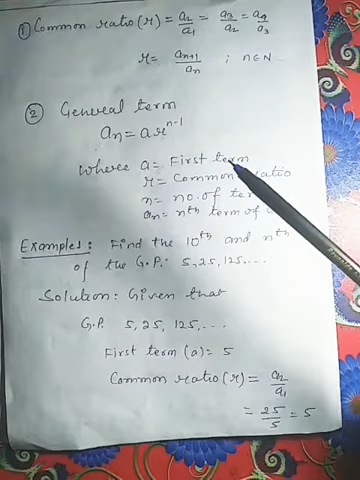 ① Common ratio (r) = a₂/a₁ = a₃/a₂ = a₄/a₃
r = aₙ₊₁/aₙ ; n∈N
② General term
aₙ = arⁿ⁻¹
Where a = First term
r = Common ratio
n = no. of
aₙ = nᵗʰ term of
Examples: Find the 10ᵗʰ and nᵗʰ
of the G.P: 5, 25, 125, ...
Solution: Given that
G.P. 5, 25, 125, ...
First term (a) = 5
Common ratio (r) = a₂/a₁
= 25/5 = 5